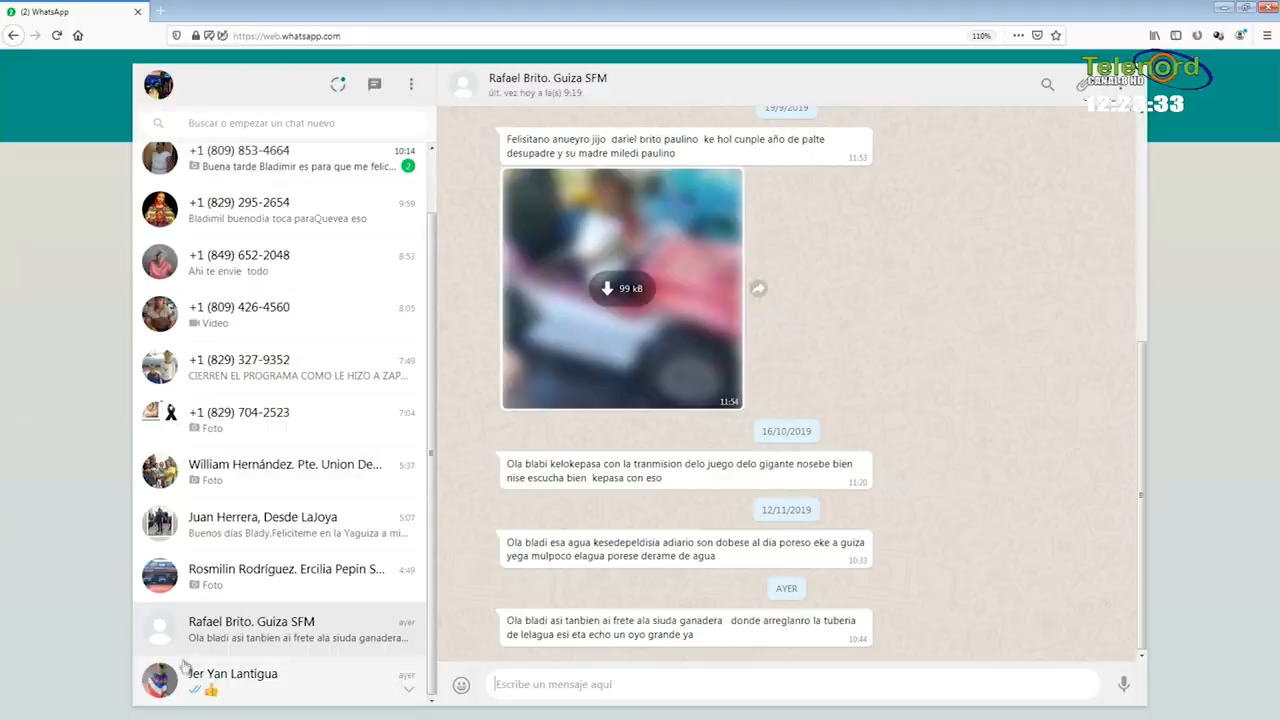 (2) WhatsApp
https://web.whatsapp.com
110%
Telenord
CANAL 8 HD
12:23:33
Buscar o empezar un chat nuevo
+1 (809) 853-4664
10:14
Buena tarde Bladimir es para que me felic...
2
+1 (829) 295-2654
9:59
Bladimil buenodia toca paraQuevea eso
+1 (849) 652-2048
8:53
Ahi te envie todo
+1 (809) 426-4560
8:05
Video
+1 (829) 327-9352
7:49
CIERREN EL PROGRAMA COMO LE HIZO A ZAP...
+1 (829) 704-2523
7:04
Foto
William Hernández. Pte. Union De...
5:37
Foto
Juan Herrera, Desde LaJoya
5:07
Buenos días Blady.Feliciteme en la Yaguiza a mi...
Rosmilin Rodríguez. Ercilia Pepin S...
4:49
Foto
Rafael Brito. Guiza SFM
ayer
Ola bladi asi tanbien ai frete ala siuda ganadera...
Jer Yan Lantigua
ayer
Rafael Brito. Guiza SFM
últ. vez hoy a la(s) 9:19
19/9/2019
Felisitano anueyro jijo dariel brito paulino ke hol cunple año de palte
desupadre y su madre miledi paulino
11:53
99 kB
11:54
16/10/2019
Ola blabi kelokepasa con la tranmision delo juego delo gigante nosebe bien
nise escucha bien kepasa con eso
11:20
12/11/2019
Ola bladi esa agua kesedepeldisia adiario son dobese al dia poreso eke a guiza
yega mulpoco elagua porese derame de agua
10:33
AYER
Ola bladi asi tanbien ai frete ala siuda ganadera donde arreglanro la tuberia
de lelagua esi eta echo un oyo grande ya
10:44
Escribe un mensaje aquí